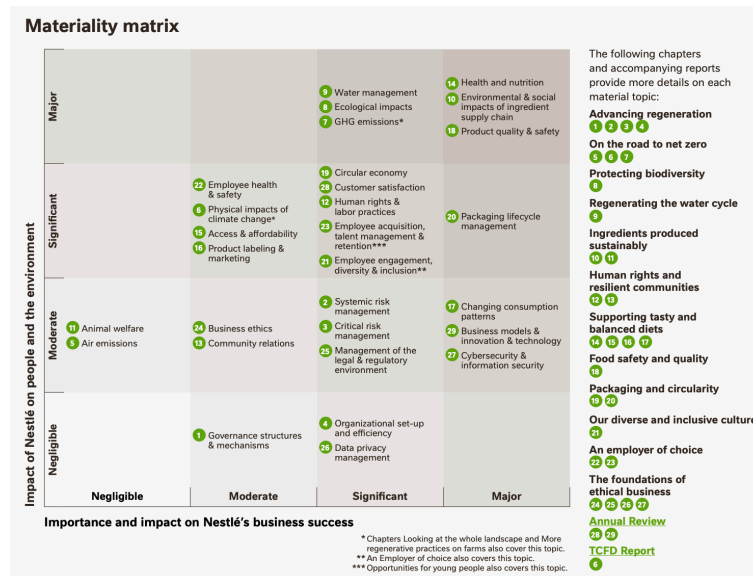 Materiality matrix
Impact of Nestlé on people and the environment
Major
9 Water management
8 Ecological impacts
7 GHG emissions*
14 Health and nutrition
10 Environmental & social
impacts of ingredient
supply chain
18 Product quality & safety
Significant
22 Employee health
& safety
6 Physical impacts of
climate change*
15 Access & affordability
16 Product labeling &
marketing
19 Circular economy
28 Customer satisfaction
12 Human rights &
labor practices
23 Employee acquisition,
talent management &
retention***
21 Employee engagement,
diversity & inclusion**
20 Packaging lifecycle
management
Moderate
11 Animal welfare
5 Air emissions
24 Business ethics
13 Community relations
2 Systemic risk
management
3 Critical risk
management
25 Management of the
legal & regulatory
environment
17 Changing consumption
patterns
29 Business models &
innovation & technology
27 Cybersecurity &
information security
Negligible
1 Governance structures
& mechanisms
4 Organizational set-up
and efficiency
26 Data privacy
management
Negligible Moderate Significant Major
Importance and impact on Nestlé's business success
* Chapters Looking at the whole landscape and More
regenerative practices on farms also cover this topic.
** An Employer of choice also covers this topic.
*** Opportunities for young people also covers this topic.
The following chapters
and accompanying reports
provide more details on each
material topic:
Advancing regeneration
1 2 3 4
On the road to net zero
5 6 7
Protecting biodiversity
8
Regenerating the water cycle
9
Ingredients produced
sustainably
10 11
Human rights and
resilient communities
12 13
Supporting tasty and
balanced diets
14 15 16 17
Food safety and quality
18
Packaging and circularity
19 20
Our diverse and inclusive culture
21
An employer of choice
22 23
The foundations of
ethical business
24 25 26 27
Annual Review
28 29
TCFD Report
6